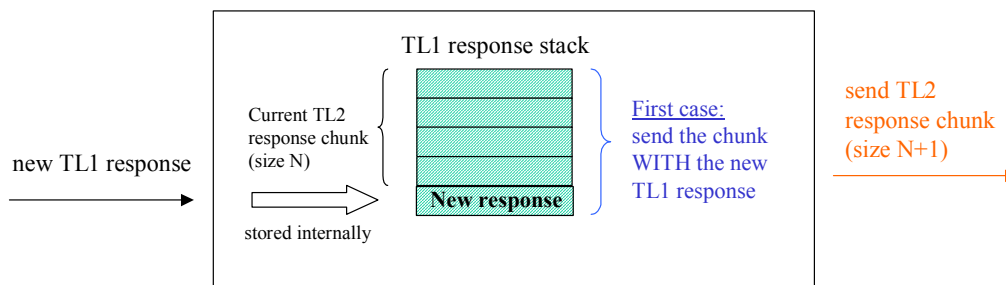 TL1 response stack
Current TL2
response chunk
(size N)
new TL1 response
stored internally
New response
First case:
send the chunk
WITH the new
TL1 response
send TL2
response chunk
(size N+1)